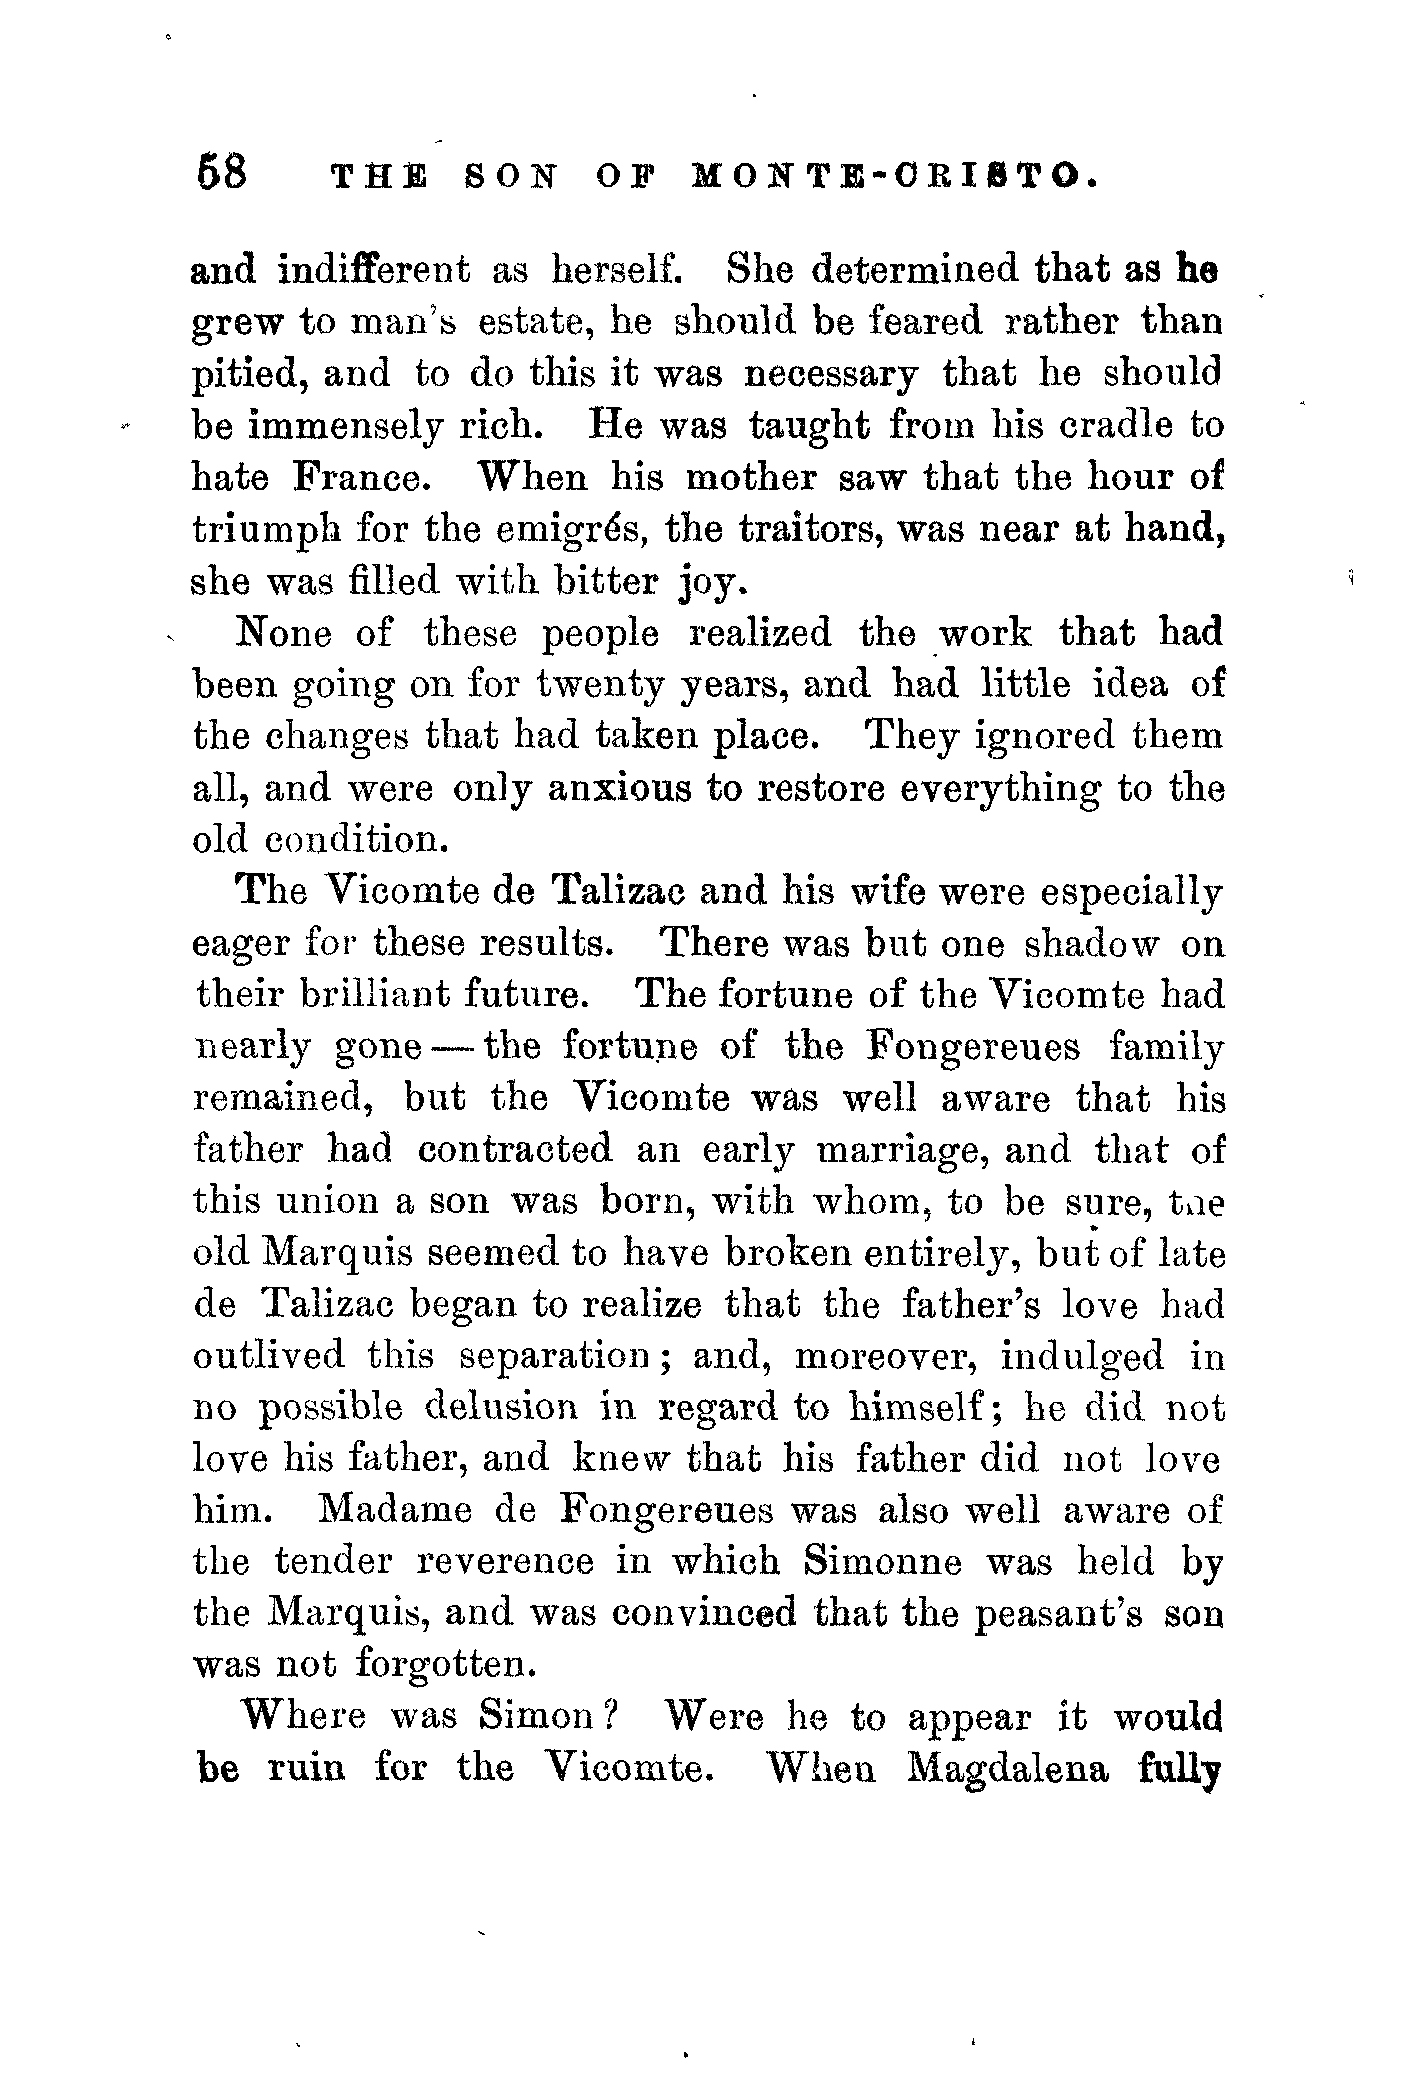 58 THE SON OF MONTE-CRISTO.
and indifferent as herself. She determined that as he
grew to man's estate, he should be feared rather than
pitied, and to do this it was necessary that he should
be immensely rich. He was taught from his cradle to
hate France. When his mother saw that the hour of
triumph for the emigrés, the traitors, was near at hand,
she was filled with bitter joy.
None of these people realized the work that had
been going on for twenty years, and had little idea of
the changes that had taken place. They ignored them
all, and were only anxious to restore everything to the
old condition.
The Vicomte de Talizac and his wife were especially
eager for these results. There was but one shadow on
their brilliant future. The fortune of the Vicomte had
nearly gone — the fortune of the Fongereues family
remained, but the Vicomte was well aware that his
father had contracted an early marriage, and that of
this union a son was born, with whom, to be sure, the
old Marquis seemed to have broken entirely, but of late
de Talizac began to realize that the father's love had
outlived this separation; and, moreover, indulged in
no possible delusion in regard to himself; he did not
love his father, and knew that his father did not love
him. Madame de Fongereues was also well aware of
the tender reverence in which Simonne was held by
the Marquis, and was convinced that the peasant's son
was not forgotten.
Where was Simon? Were he to appear it would
be ruin for the Vicomte. When Magdalena fully